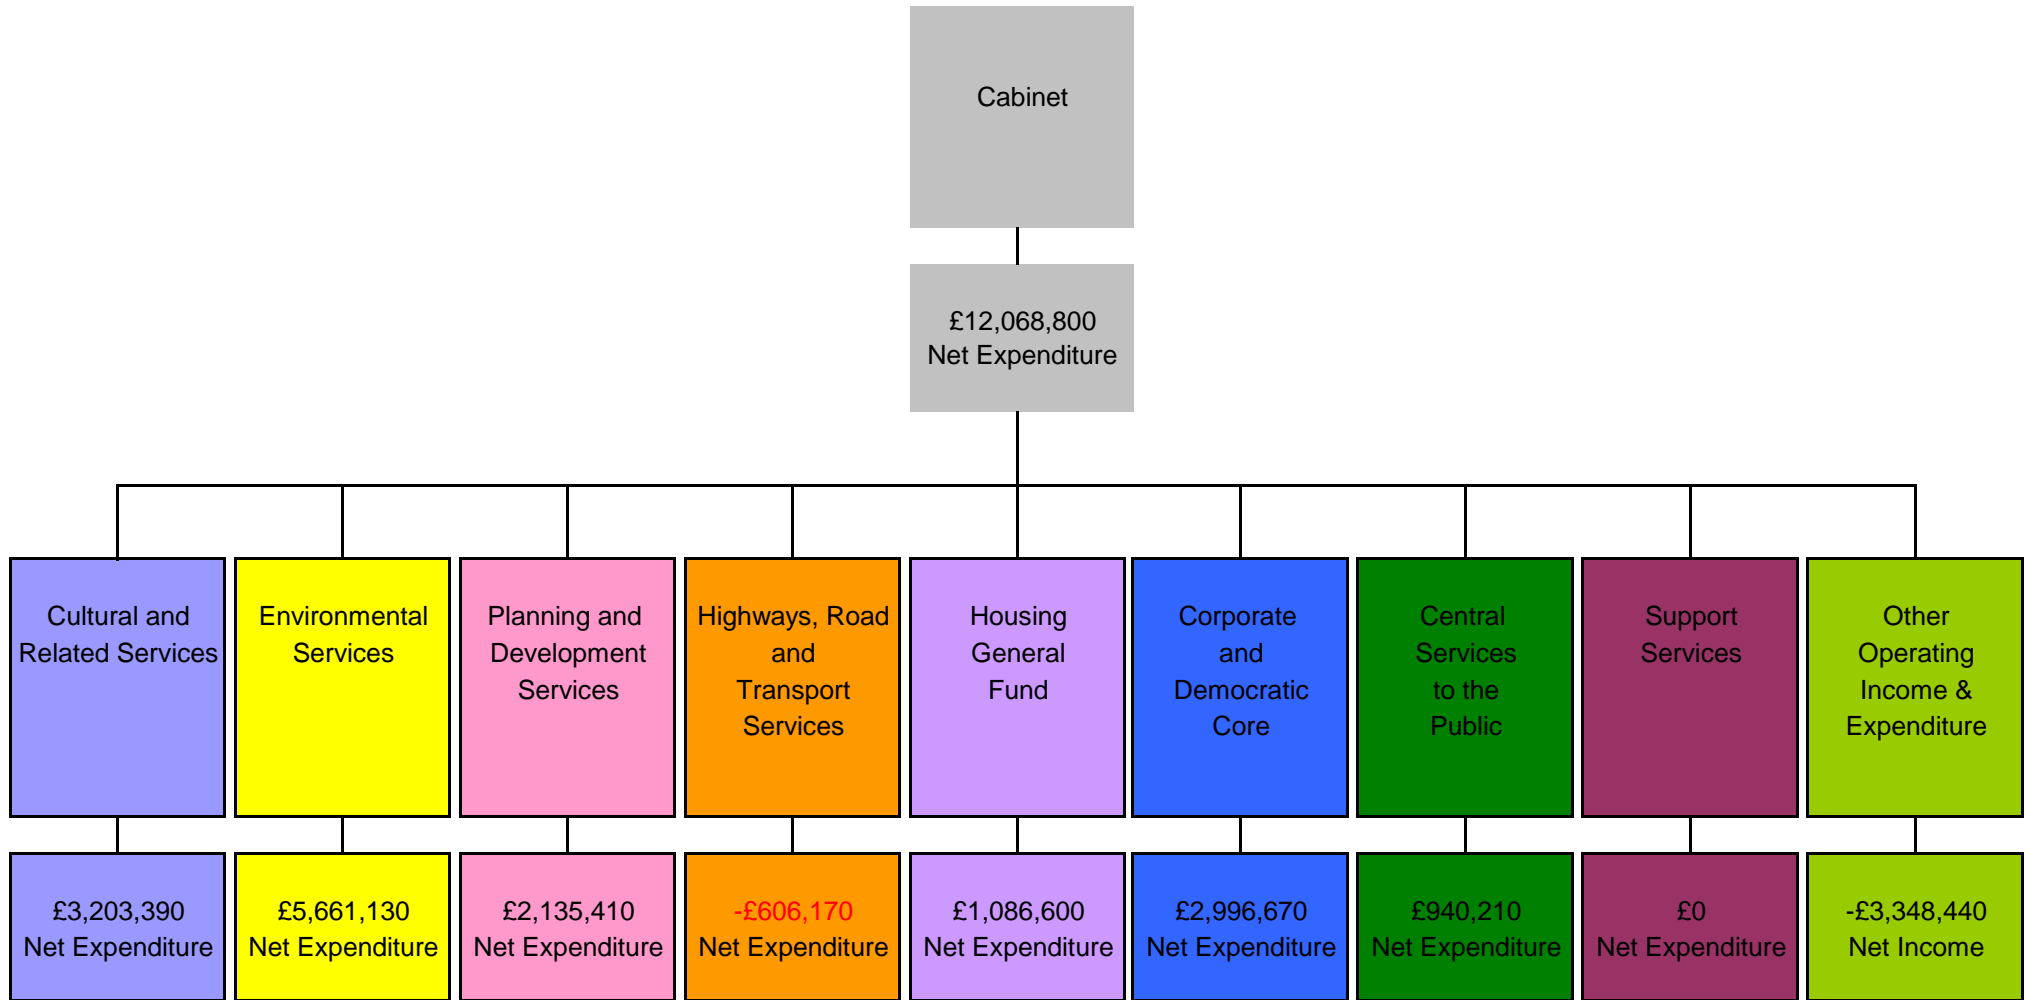 Cabinet
£12,068,800
Net Expenditure
Cultural and
Related Services
Environmental
Services
Planning and
Development
Services
Highways, Road
and
Transport
Services
Housing
General
Fund
Corporate
and
Democratic
Core
Central
Services
to the
Public
Support
Services
Other
Operating
Income &
Expenditure
£3,203,390
Net Expenditure
£5,661,130
Net Expenditure
£2,135,410
Net Expenditure
-£606,170
Net Expenditure
£1,086,600
Net Expenditure
£2,996,670
Net Expenditure
£940,210
Net Expenditure
£0
Net Expenditure
-£3,348,440
Net Income